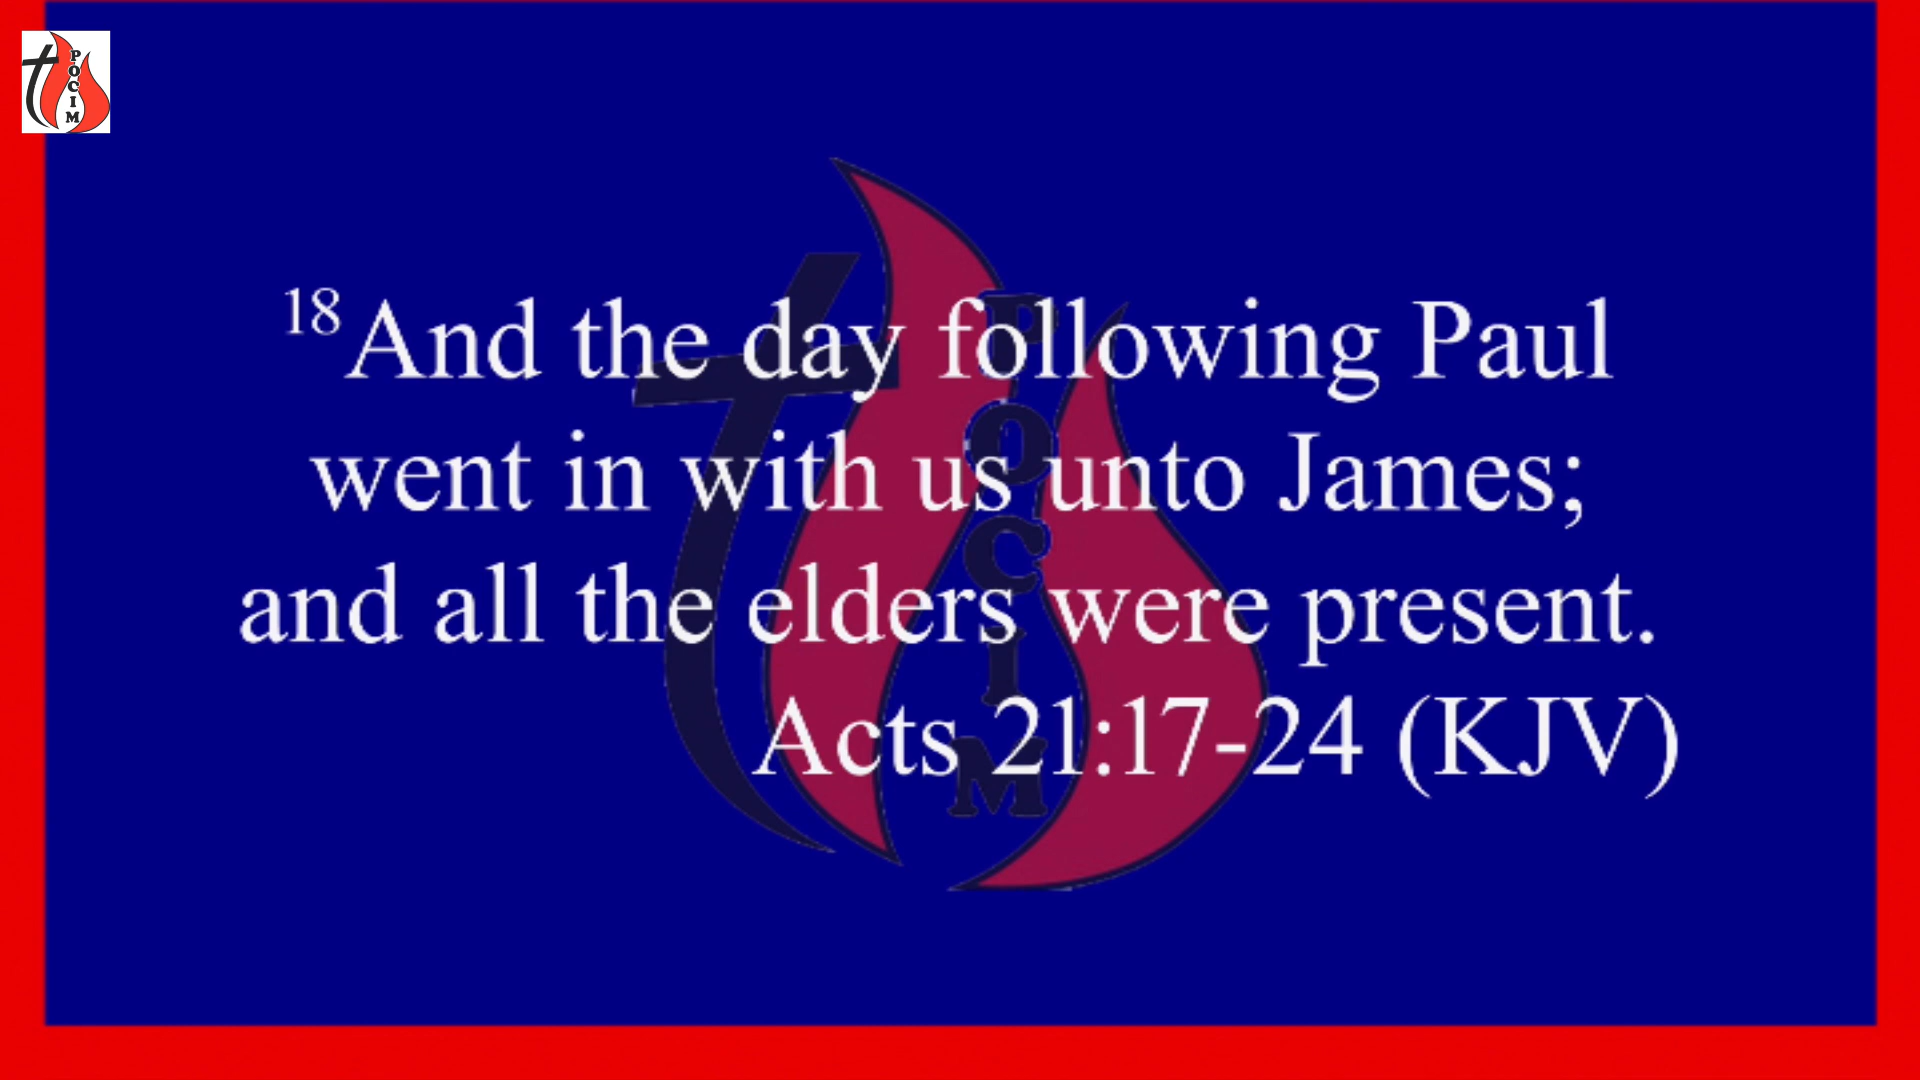 P
O
C
I
M
18And the day following Paul
went in with us unto James;
and all the elders were present.
Acts 21:17-24 (KJV)
P
O
C
I
M